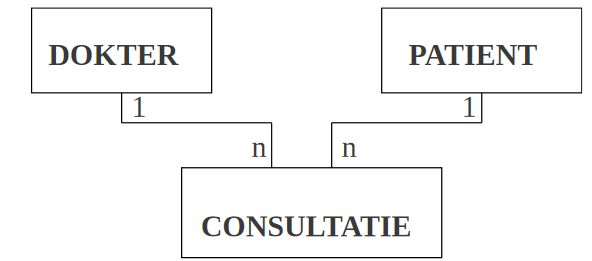 DOKTER
PATIENT
1
1
n
n
CONSULTATIE